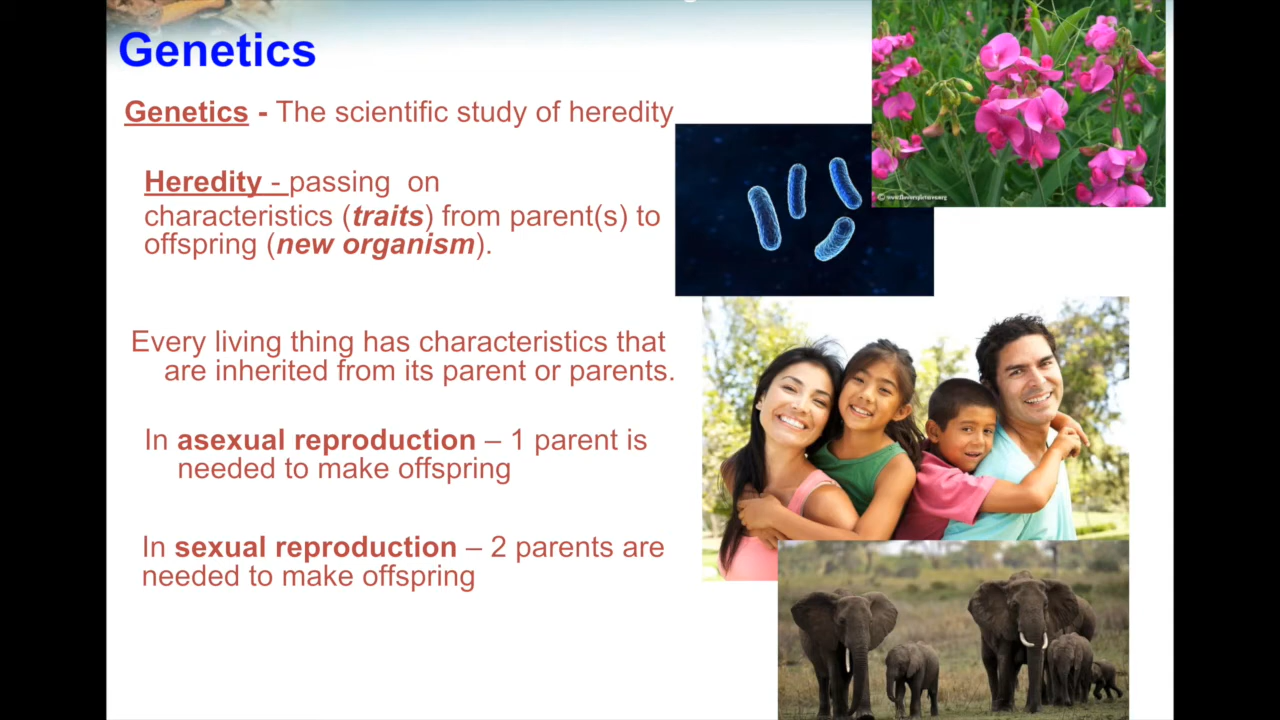 Genetics
Genetics - The scientific study of heredity
Heredity - passing on
characteristics (traits) from parent(s) to
offspring (new organism).
Every living thing has characteristics that
are inherited from its parent or parents.
In asexual reproduction – 1 parent is
needed to make offspring
In sexual reproduction – 2 parents are
needed to make offspring